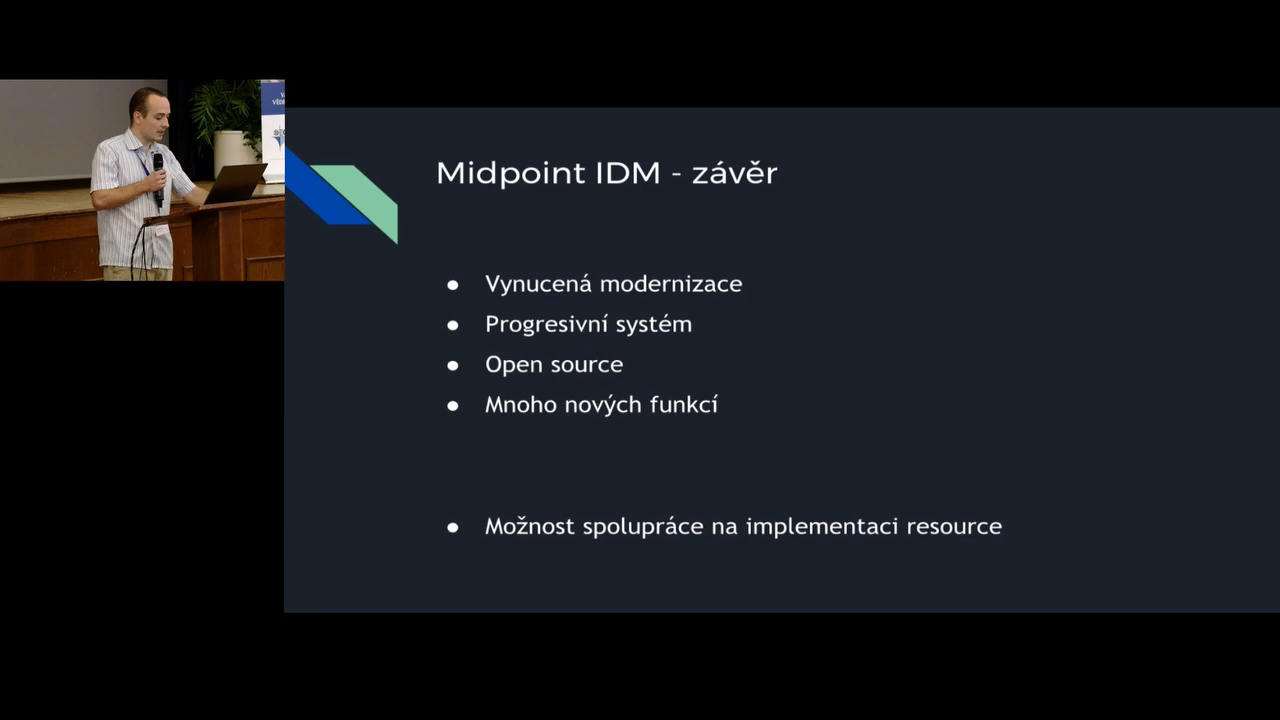 Midpoint IDM - závěr
Vynucená modernizace
Progresivní systém
Open source
Mnoho nových funkcí
Možnost spolupráce na implementaci resource